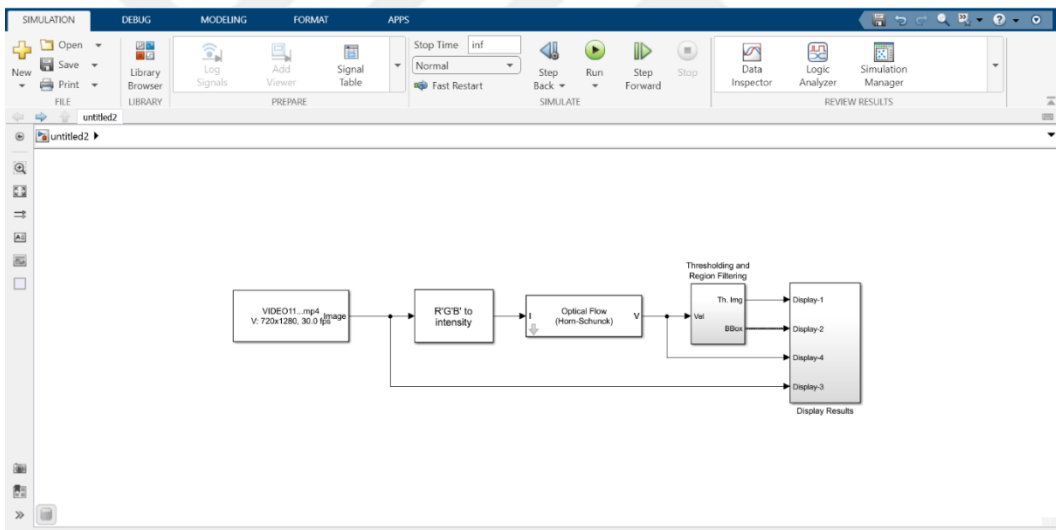 SIMULATION DEBUG MODELING FORMAT APPS
New
Open
Save
Print
FILE
Library
Browser
LIBRARY
Log
Signals
Add
Viewer
Signal
Table
PREPARE
Stop Time inf
Normal
Fast Restart
Step
Back
Run
Step
Forward
Stop
SIMULATE
Data
Inspector
Logic
Analyzer
Simulation
Manager
REVIEW RESULTS
untitled2
untitled2
VIDEO11...mp4
V: 720x1280, 30.0 fps
Image
R'G'B' to
intensity
I
Optical Flow
(Horn-Schunck)
V
Thresholding and
Region Filtering
Vel
Th. Img
BBox
Display-1
Display-2
Display-4
Display-3
Display Results